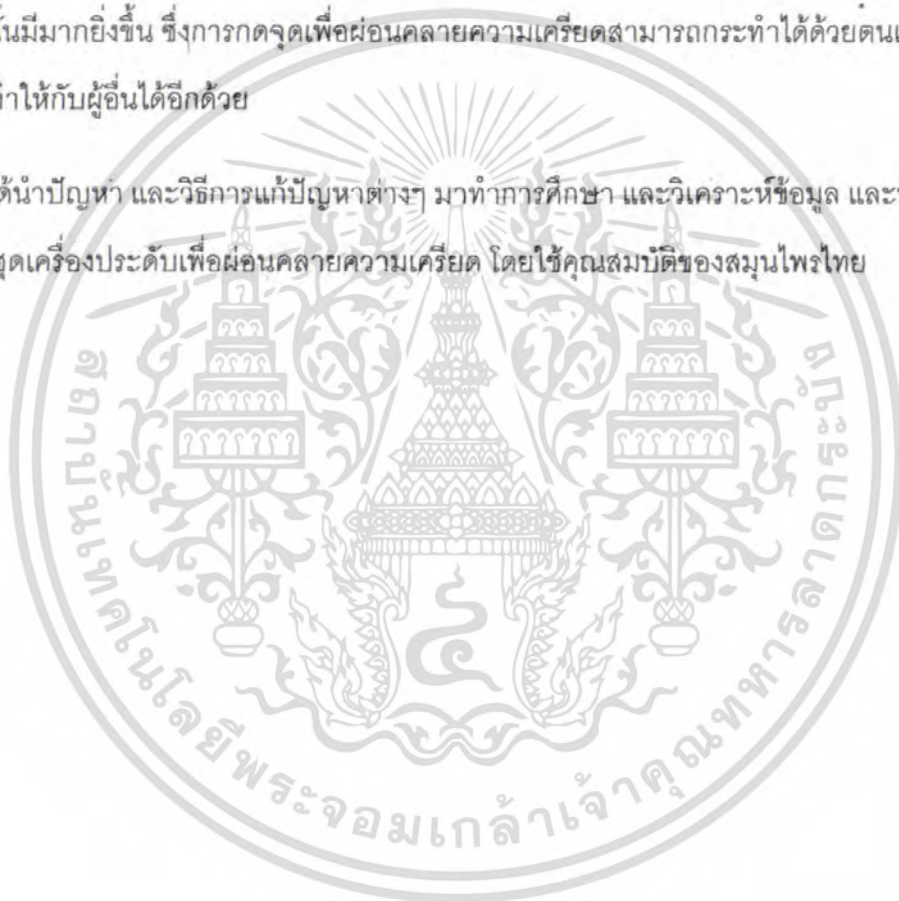 นมีมากยิ่งขึ้น ซึ่งการกดจุดเพื่อผ่อนคลายความเครียดสามารถกระทำได้ด้วยตนเ
ทำให้กับผู้อื่นได้อีกด้วย
ด้นำปัญหา และวิธีการแก้ปัญหาต่างๆ มาทำการศึกษา และวิเคราะห์ข้อมูล และ
ชุดเครื่องประดับเพื่อผ่อนคลายความเครียด โดยใช้คุณสมบัติของสมุนไพรไทย
สถาบันเทคโนโลยีพระจอมเกล้าเจ้าคุณทหารลาดกระบัง